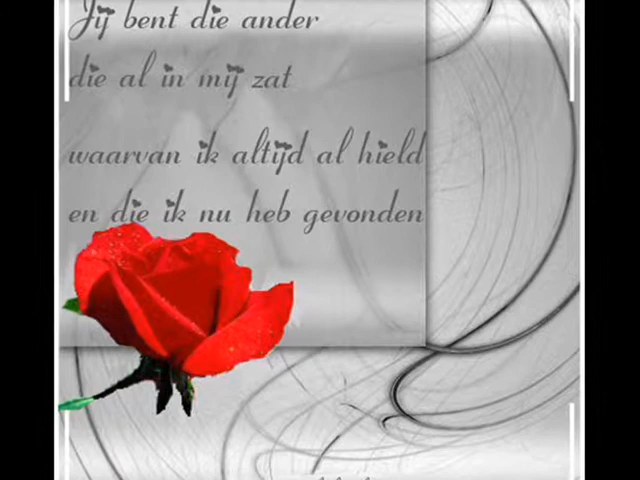 Jij bent die ander
die al in mij zat
waarvan ik altijd al hield
en die ik nu heb gevonden